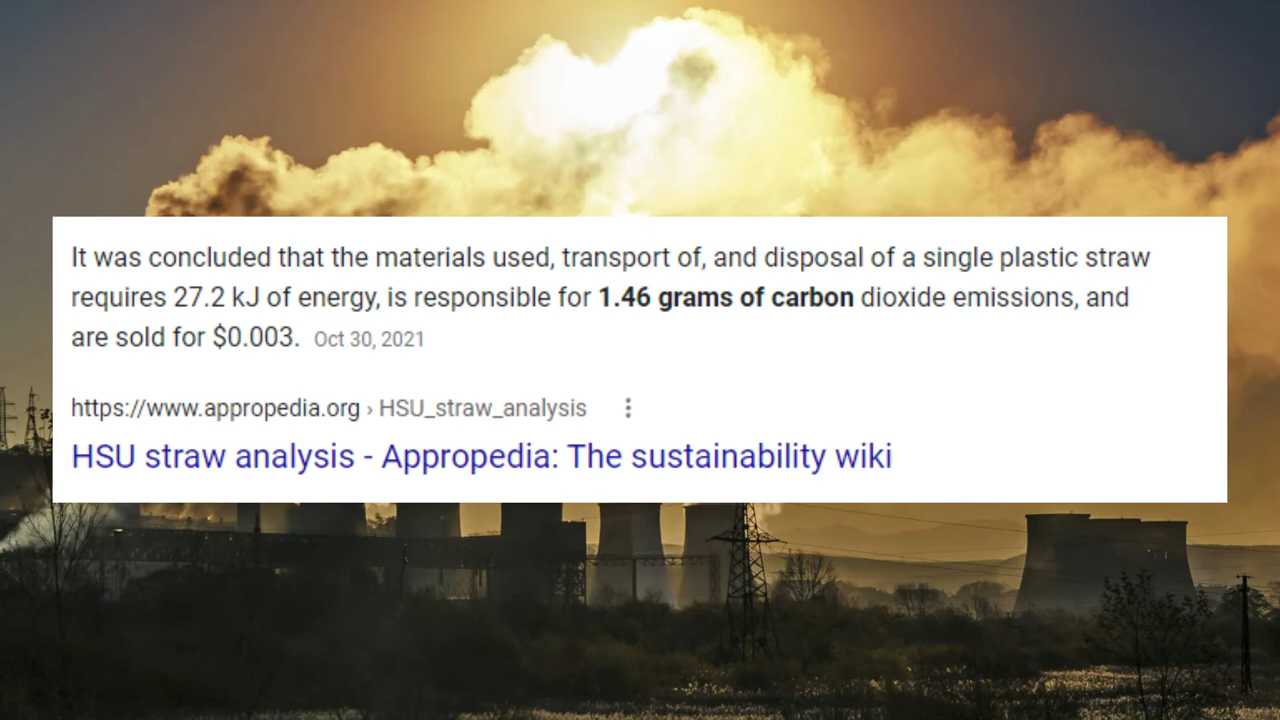 It was concluded that the materials used, transport of, and disposal of a single plastic straw
requires 27.2 kJ of energy, is responsible for 1.46 grams of carbon dioxide emissions, and
are sold for $0.003. Oct 30, 2021
https://www.appropedia.org › HSU_straw_analysis
HSU straw analysis - Appropedia: The sustainability wiki